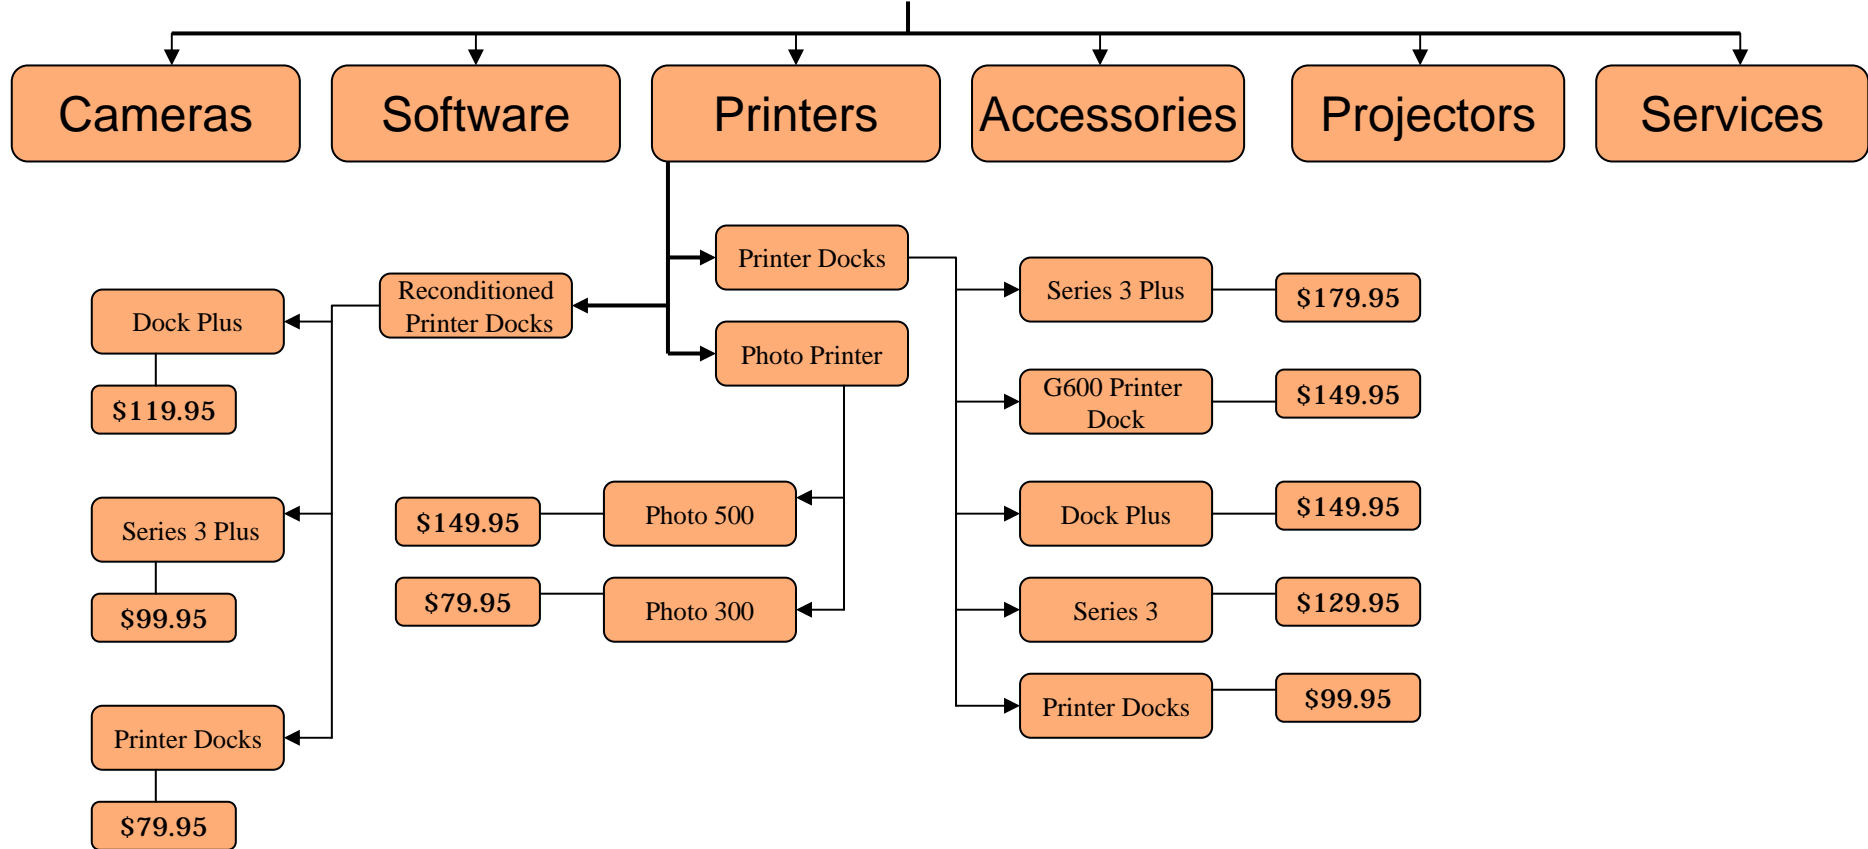 Cameras
Software
Printers
Accessories
Projectors
Services
Reconditioned
Printer Docks
Dock Plus
$119.95
Series 3 Plus
$99.95
Printer Docks
$79.95
Printer Docks
Photo Printer
Photo 500
$149.95
Photo 300
$79.95
Series 3 Plus
$179.95
G600 Printer
Dock
$149.95
Dock Plus
$149.95
Series 3
$129.95
Printer Docks
$99.95